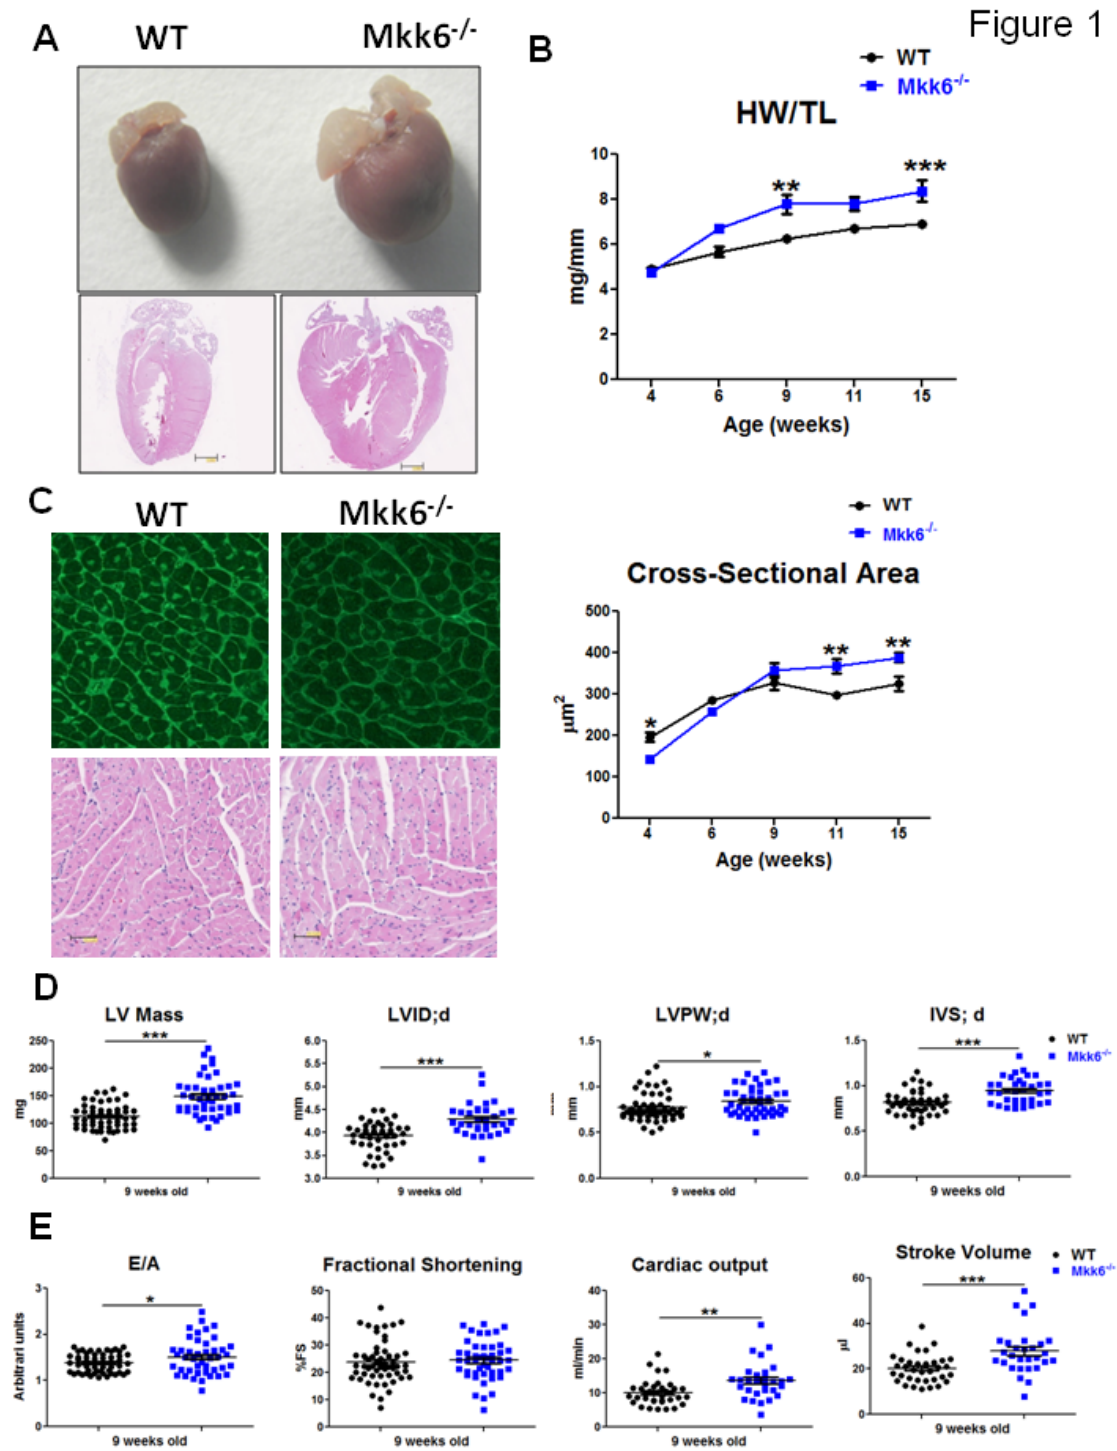 Figure 1
A
WT
Mkk6-/-
B
WT
Mkk6-/-
HW/TL
10
8
6
4
2
0
mg/mm
**
***
4
6
9
11
15
Age (weeks)
C
WT
Mkk6-/-
WT
Mkk6-/-
Cross-Sectional Area
500
400
300
200
100
0
µm2
*
**
**
4
6
9
11
15
Age (weeks)
D
LV Mass
***
250
200
150
100
50
0
mg
9 weeks old
LVID;d
***
6.0
5.5
5.0
4.5
4.0
3.5
3.0
mm
9 weeks old
LVPW;d
*
1.5
1.0
0.5
0.0
mm
9 weeks old
IVS; d
***
1.5
1.0
0.5
0.0
mm
9 weeks old
WT
Mkk6-/-
E
E/A
*
3
2
1
0
Arbitrari units
9 weeks old
Fractional Shortening
50
40
30
20
10
0
%FS
9 weeks old
Cardiac output
**
40
30
20
10
0
ml/min
9 weeks old
Stroke Volume
***
60
40
20
0
µl
9 weeks old
WT
Mkk6-/-